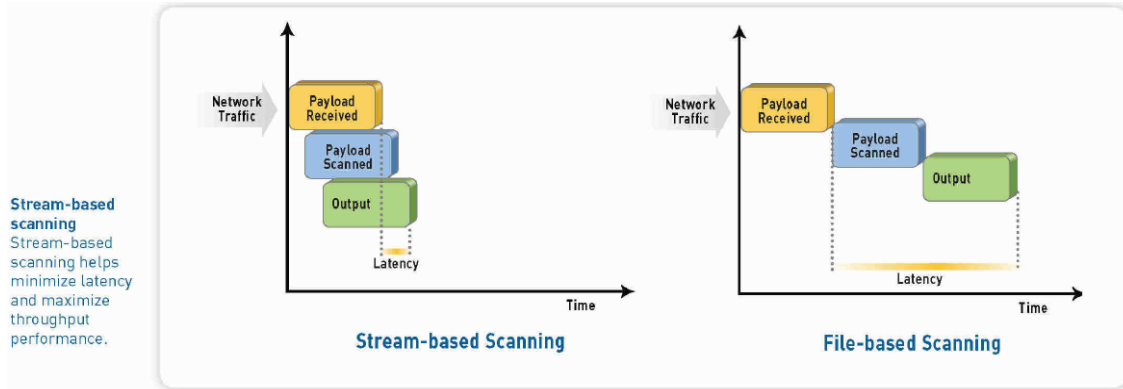 Stream-based
scanning
Stream-based
scanning helps
minimize latency
and maximize
throughput
performance.
Network
Traffic
Payload
Received
Payload
Scanned
Output
Latency
Time
Stream-based Scanning
Network
Traffic
Payload
Received
Payload
Scanned
Output
Latency
Time
File-based Scanning